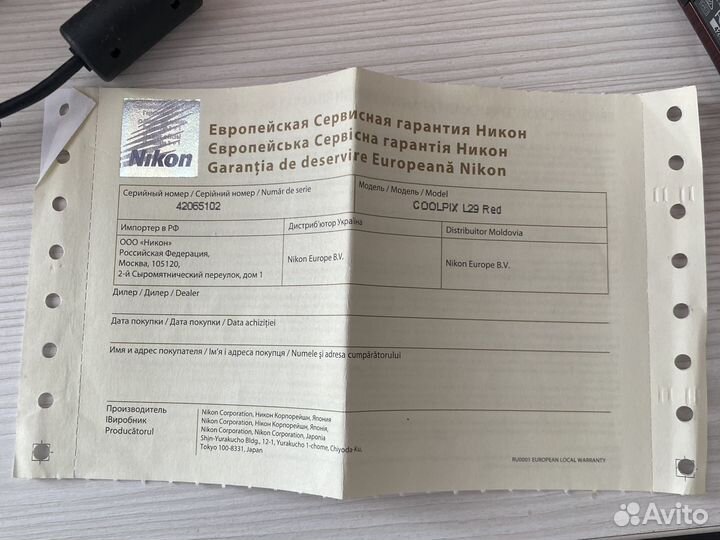 Nikon
Европейская Сервисная гарантия Никон
Європейська Сервісна гарантія Никон
Garanția de deservire Europeană Nikon
Серийный номер / Серійний номер / Număr de serie
42065102
Модель / Модель / Model
COOLPIX L29 Red
Импортер в РФ
Дистриб'ютор Україна
Distribuitor Moldovia
ООО «Никон»
Российская Федерация,
Москва, 105120,
2-й Сыромятнический переулок, дом 1
Nikon Europe B.V.
Nikon Europe B.V.
Дилер / Дилер / Dealer
Дата покупки / Дата покупки / Data achiziției
Имя и адрес покупателя / Ім'я і адреса покупця / Numele și adresa cumpărătorului
Производитель
Виробник
Producătorul
Nikon Corporation, Никон Корпорейшн, Япония
Nikon Corporation, Нікон Корпорейшн, Японія,
Nikon Corporation, Nikon Corporation, Japonia
Shin-Yurakucho Bldg., 12-1, Yurakucho 1-chome, Chiyoda-Ku,
Tokyo 100-8331, Japan
RU0001 EUROPEAN LOCAL WARRANTY
Avito